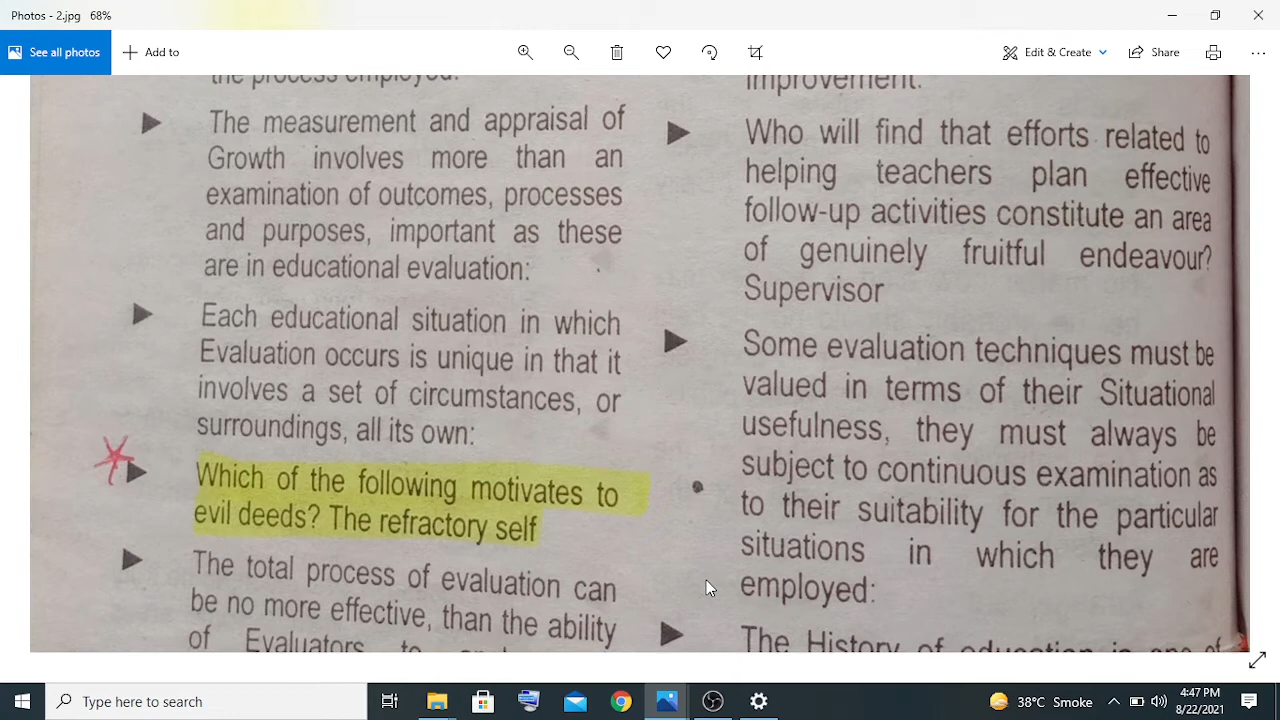 Photos - 2.jpg   68%
See all photos
Add to
Edit & Create
Share
the process employed:
The measurement and appraisal of
Growth involves more than an
examination of outcomes, processes
and purposes, important as these
are in educational evaluation:
Each educational situation in which
Evaluation occurs is unique in that it
involves a set of circumstances, or
surroundings, all its own:
Which of the following motivates to
evil deeds? The refractory self
The total process of evaluation can
be no more effective, than the ability
of Evaluators to
improvement.
Who will find that efforts related to
helping teachers plan effective
follow-up activities constitute an area
of genuinely fruitful endeavour?
Supervisor
Some evaluation techniques must be
valued in terms of their Situational
usefulness, they must always be
subject to continuous examination as
to their suitability for the particular
situations in which they are
employed:
The History of education is one of
Type here to search
38°C Smoke
4:47 PM
8/22/2021